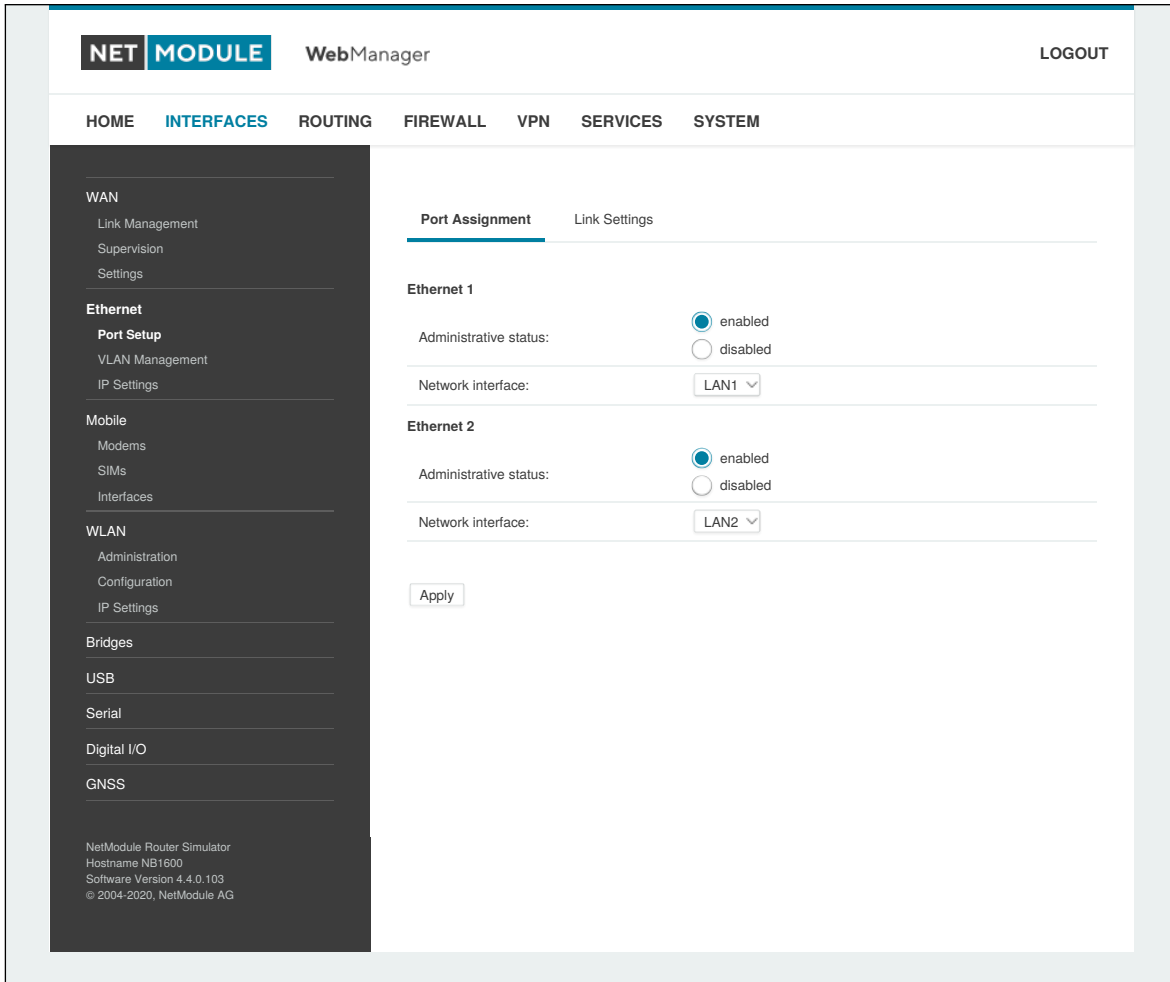 NET MODULE WebManager LOGOUT
HOME INTERFACES ROUTING FIREWALL VPN SERVICES SYSTEM
WAN
Link Management
Supervision
Settings
Ethernet
Port Setup
VLAN Management
IP Settings
Mobile
Modems
SIMs
Interfaces
WLAN
Administration
Configuration
IP Settings
Bridges
USB
Serial
Digital I/O
GNSS
NetModule Router Simulator
Hostname NB1600
Software Version 4.4.0.103
© 2004-2020, NetModule AG
Port Assignment Link Settings
Ethernet 1
Administrative status:
enabled
disabled
Network interface: LAN1
Ethernet 2
Administrative status:
enabled
disabled
Network interface: LAN2
Apply